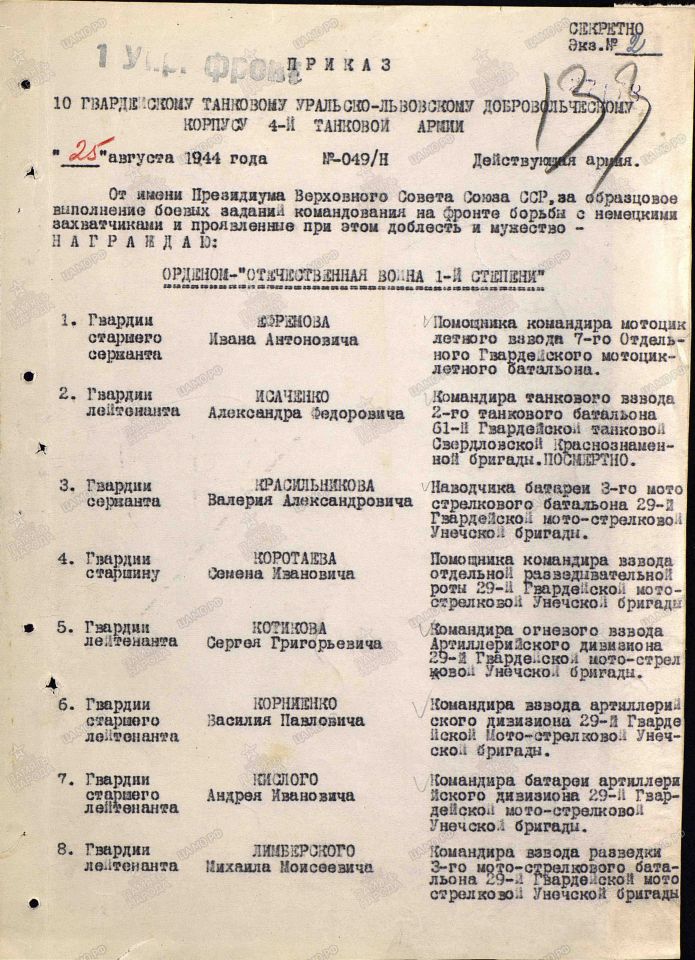 СЕКРЕТНО
Экз.№ 2
1 Укр. фронт
ПРИКАЗ
10 ГВАРДЕЙСКОМУ ТАНКОВОМУ УРАЛЬСКО-ЛЬВОВСКОМУ ДОБРОВОЛЬЧЕСКОМУ
КОРПУСУ 4-Й ТАНКОВОЙ АРМИИ
"25"августа 1944 года №-049/Н Действующая армия.
От имени Президиума Верховного Совета Союза ССР,за образцовое
выполнение боевых заданий командования на фронте борьбы с немецкими
захватчиками и проявленные при этом доблесть и мужество -
НАГРАЖДАЮ:
ОРДЕНОМ-"ОТЕЧЕСТВЕННАЯ ВОЙНА 1-Й СТЕПЕНИ"
1. Гвардии ЕФРЕМОВА Помощника командира мотоцик
старшего Ивана Антоновича летного взвода 7-го Отдель-
сержанта ного Гвардейского мотоцик-
летного батальона.
2. Гвардии ИСАЧЕНКО Командира танкового взвода
лейтенанта Александра Федоровича 2-го танкового батальона
61-й Гвардейской танковой
Свердловской Краснознамен-
ной бригады.ПОСМЕРТНО.
3. Гвардии КРАСИЛЬНИКОВА Наводчика батареи 3-го мото
сержанта Валерия Александровича стрелкового батальона 29-й
Гвардейской мото-стрелковой
Унечской бригады.
4. Гвардии КОРОТАЕВА Помощника командира взвода
старшину Семена Ивановича отдельной разведывательной
роты 29-й Гвардейской мото-
стрелковой Унечской бригады
5. Гвардии КОТИКОВА Командира огневого взвода
лейтенанта Сергея Григорьевича Артиллерийского дивизиона
29-й Гвардейской мото-стрел
ковой Унечской бригады.
6. Гвардии КОРНИЕНКО Командира взвода артиллерий
старшего Василия Павловича ского дивизиона 29-й Гварде
лейтенанта йской Мото-стрелковой Унеч-
ской бригады.
7. Гвардии КИСЛОГО Командира батареи артиллери
старшего Андрея Ивановича йского дивизиона 29-й Гвар-
лейтенанта дейской мото-стрелковой
Унечской бригады.
8. Гвардии ЛИМБЕРСКОГО Командира взвода разведки
лейтенанта Михаила Моисеевича 3-го мото-стрелкового бата-
льона 29-й Гвардейской мото
стрелковой Унечской бригады